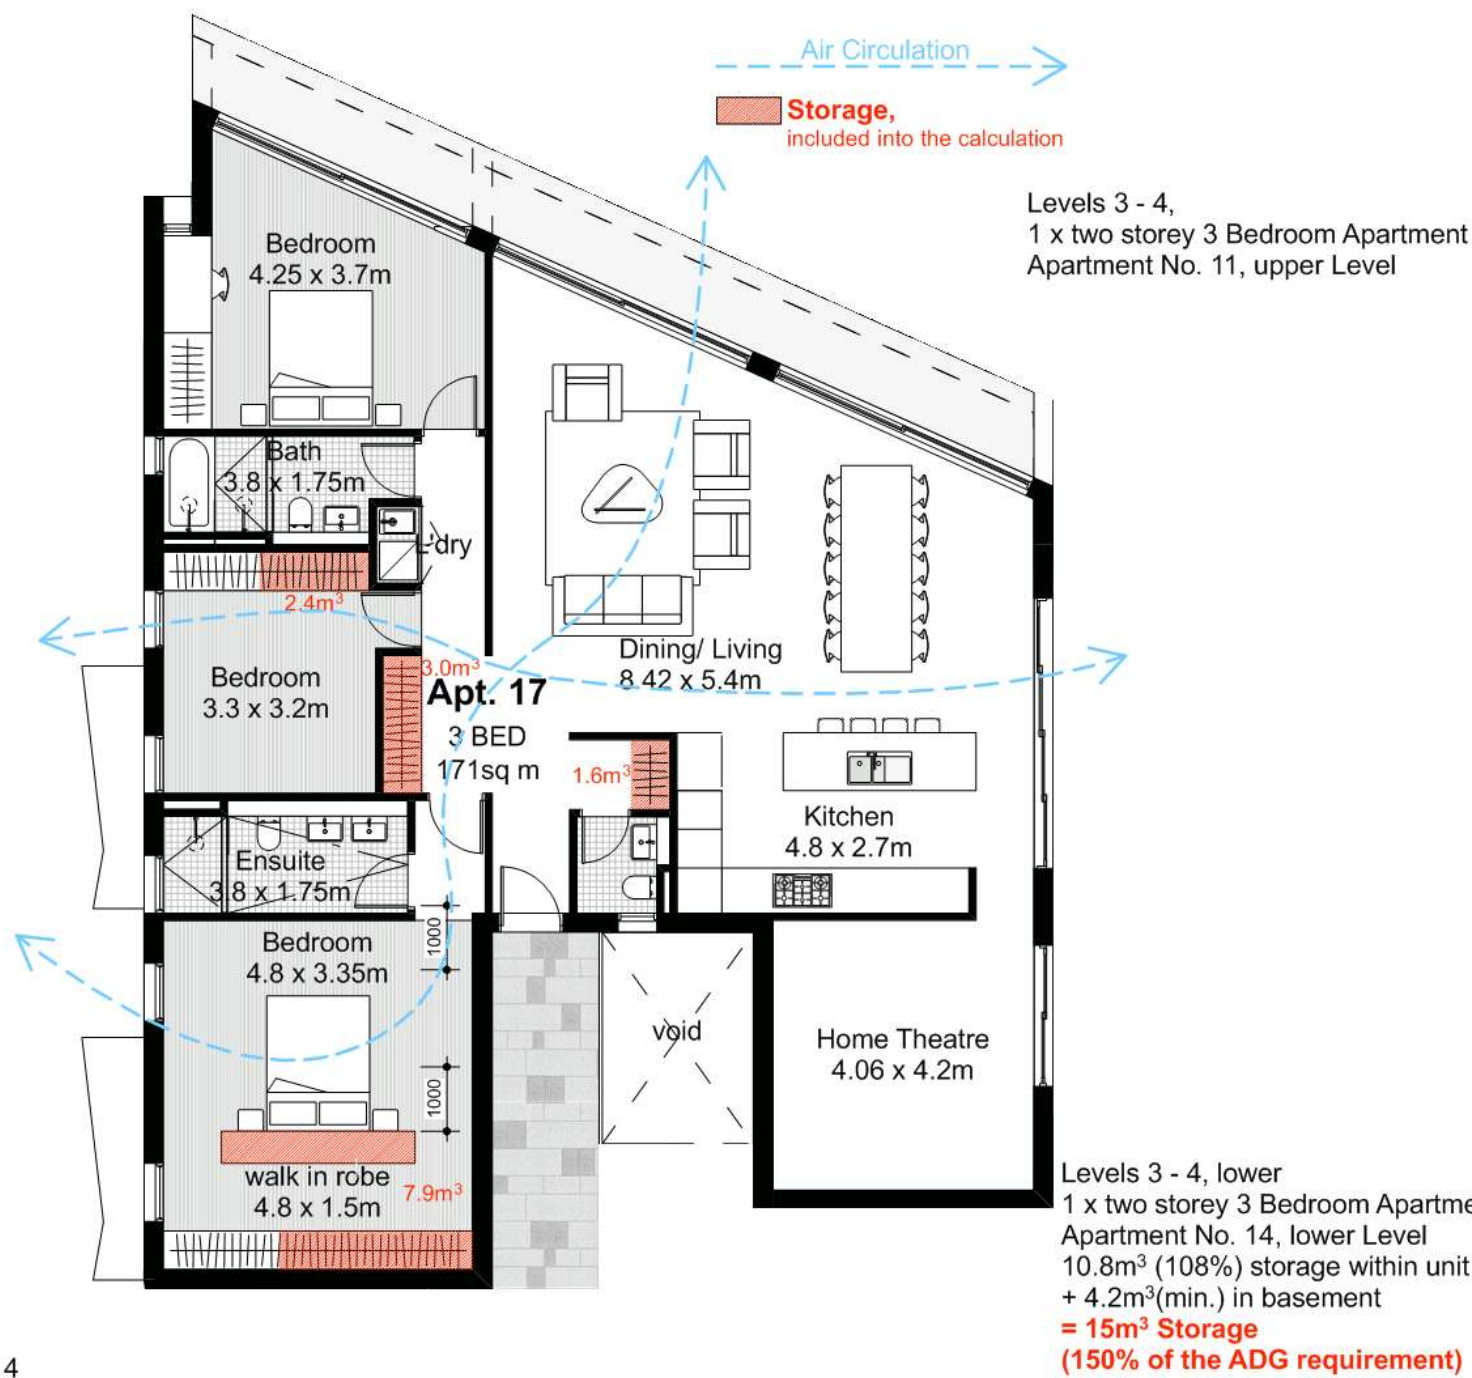 Air Circulation
Storage,
included into the calculation
Levels 3 - 4,
1 x two storey 3 Bedroom Apartment
Apartment No. 11, upper Level
Bedroom
4.25 x 3.7m
Bath
3.8 x 1.75m
L'dry
2.4m³
Bedroom
3.3 x 3.2m
3.0m³
Apt. 17
3 BED
171sq m
Dining/ Living
8 42 x 5.4m
1.6m³
Kitchen
4.8 x 2.7m
Ensuite
3.8 x 1.75m
Bedroom
4.8 x 3.35m
1000
1000
void
Home Theatre
4.06 x 4.2m
walk in robe
4.8 x 1.5m
7.9m³
Levels 3 - 4, lower
1 x two storey 3 Bedroom Apartme
Apartment No. 14, lower Level
10.8m³ (108%) storage within unit
+ 4.2m³(min.) in basement
= 15m³ Storage
(150% of the ADG requirement)
4